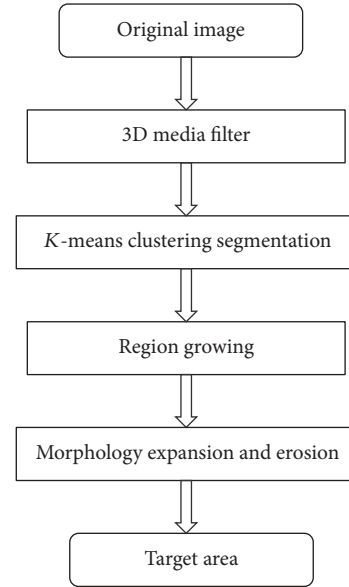 Original image
3D media filter
K-means clustering segmentation
Region growing
Morphology expansion and erosion
Target area